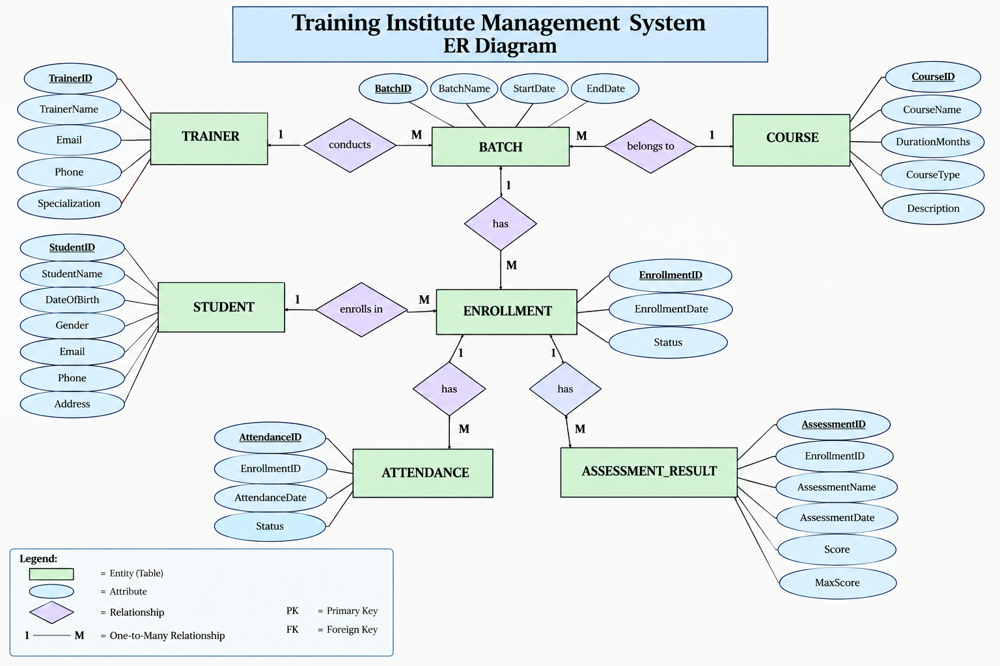 Training Institute Management System
ER Diagram
TrainerID
TrainerName
Email
Phone
Specialization
TRAINER
1
conducts
M
BatchID
BatchName
StartDate
EndDate
BATCH
M
belongs to
1
COURSE
CourseID
CourseName
DurationMonths
CourseType
Description
1
has
M
StudentID
StudentName
DateOfBirth
Gender
Email
Phone
Address
STUDENT
1
enrolls in
M
ENROLLMENT
EnrollmentID
EnrollmentDate
Status
1
has
M
1
has
M
AttendanceID
EnrollmentID
AttendanceDate
Status
ATTENDANCE
ASSESSMENT_RESULT
AssessmentID
EnrollmentID
AssessmentName
AssessmentDate
Score
MaxScore
Legend:
= Entity (Table)
= Attribute
= Relationship
1 M = One-to-Many Relationship
PK = Primary Key
FK = Foreign Key